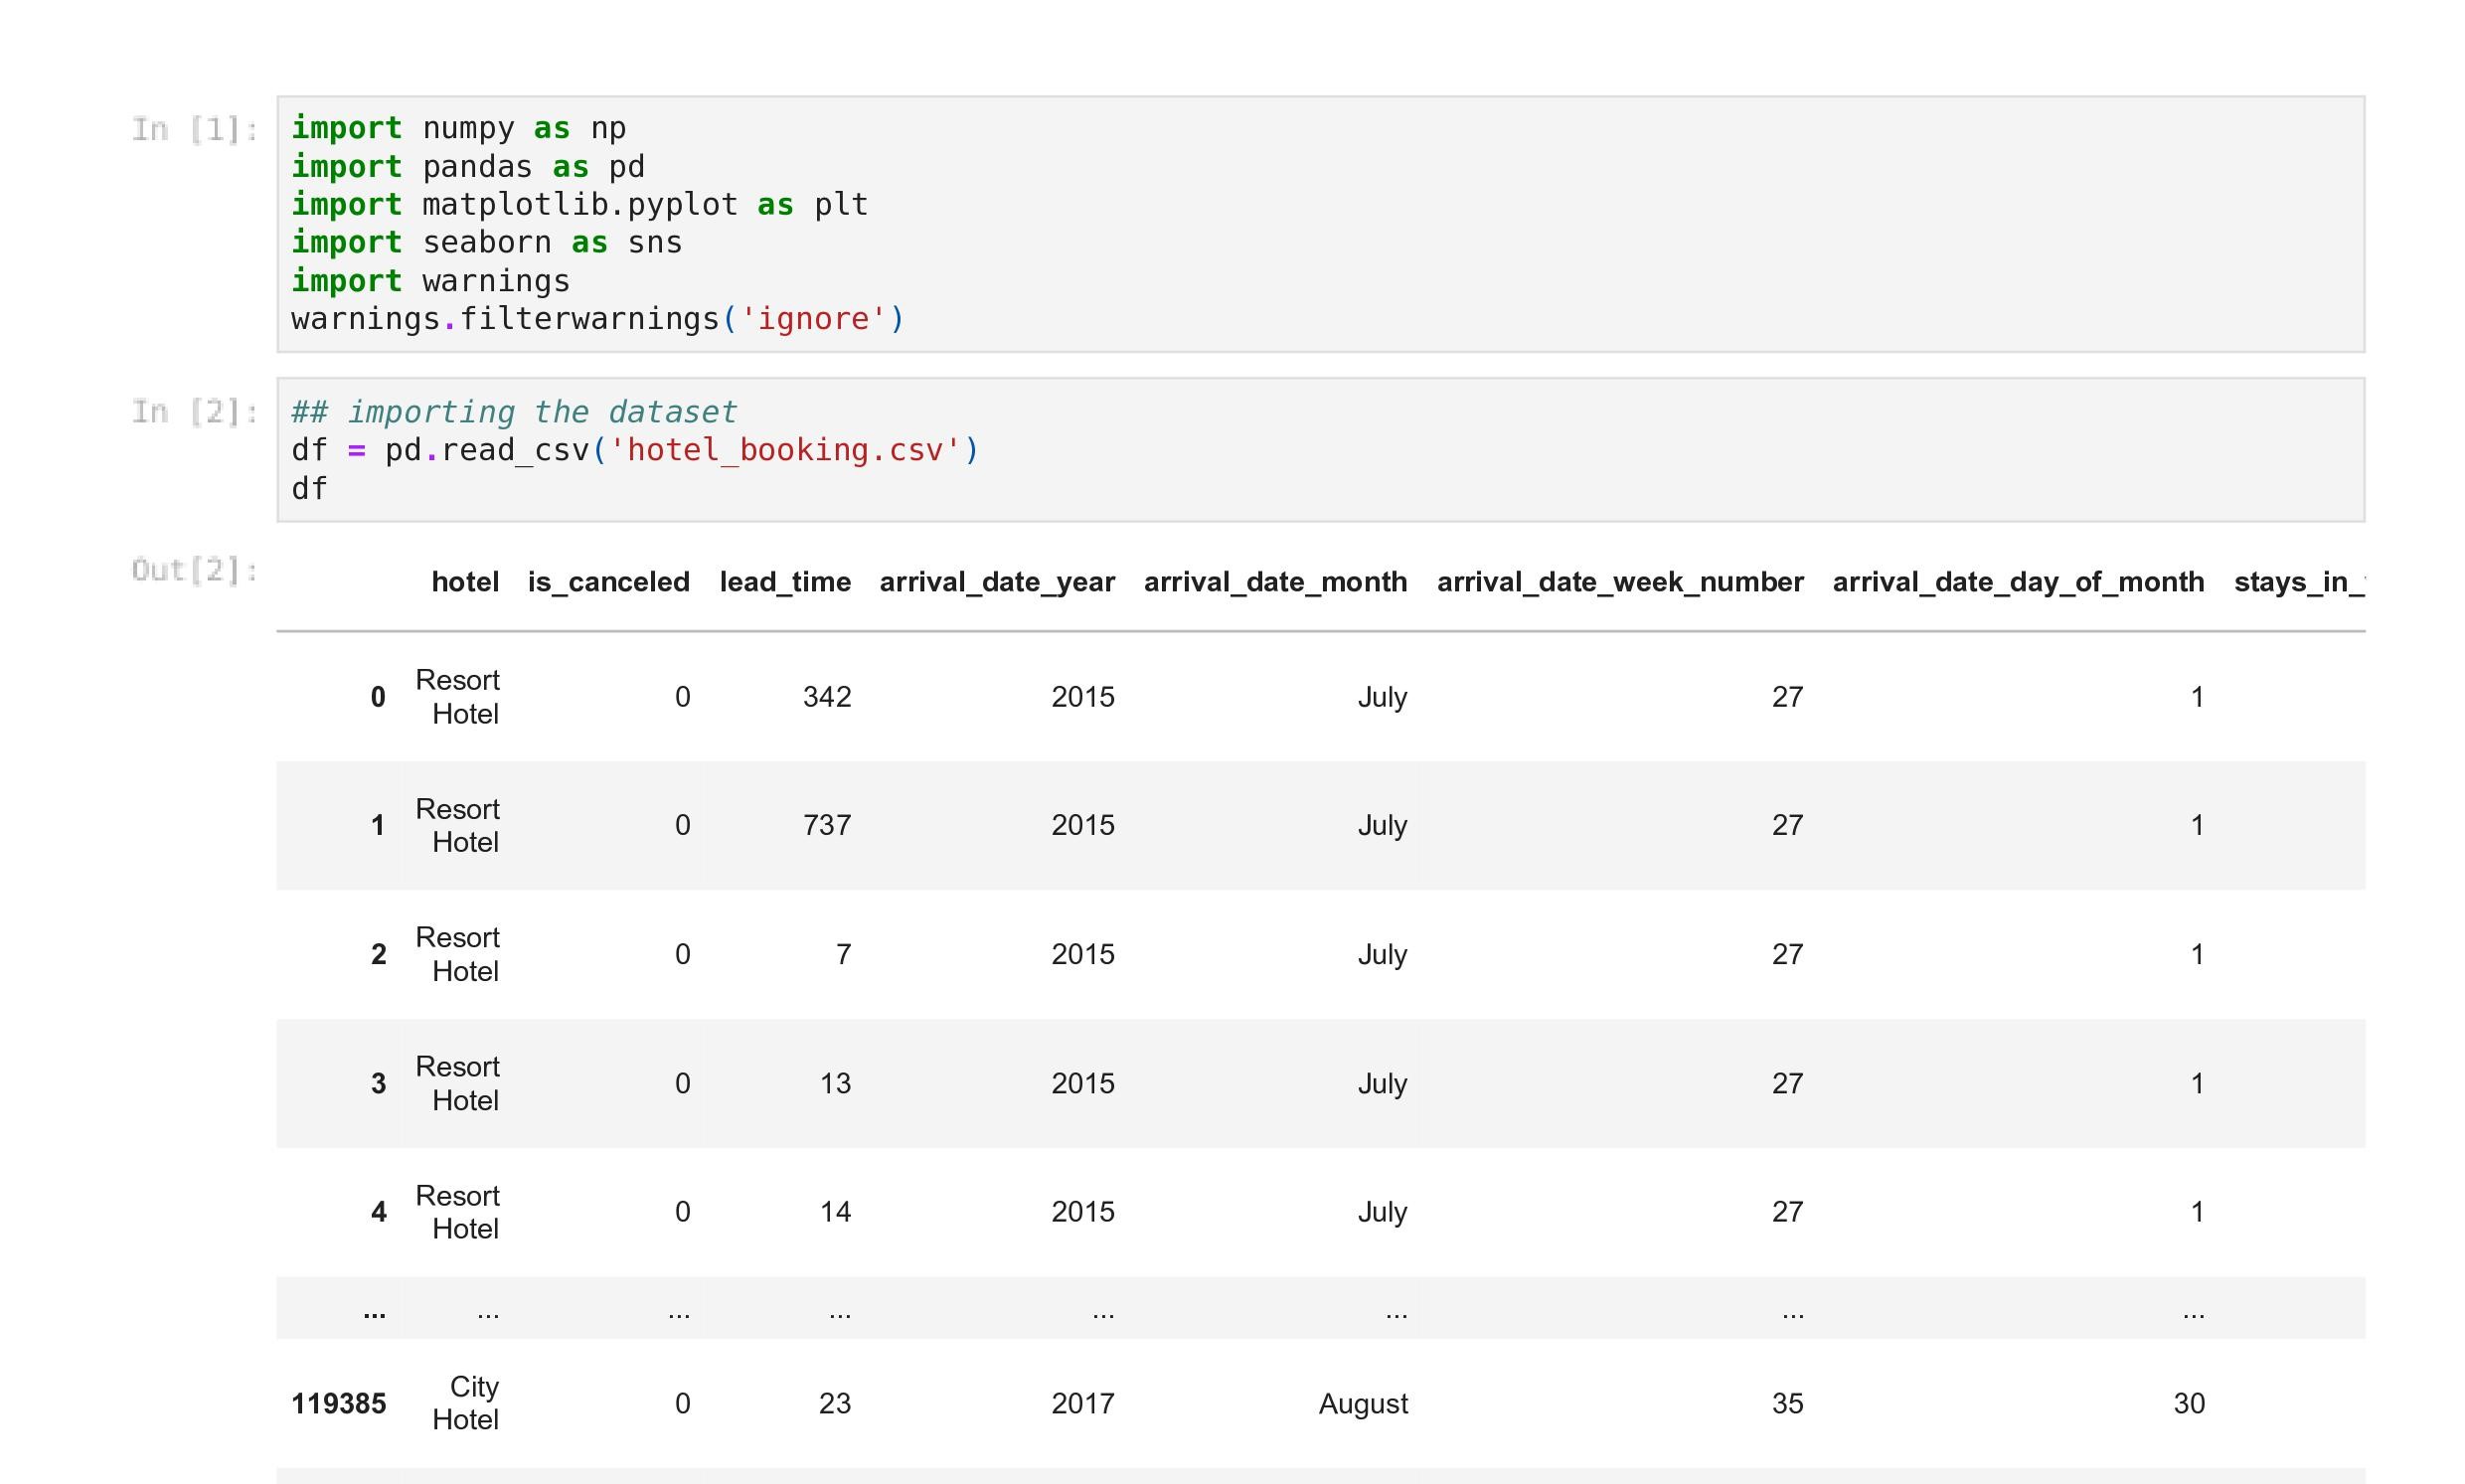 In [1]:
import numpy as np
import pandas as pd
import matplotlib.pyplot as plt
import seaborn as sns
import warnings
warnings.filterwarnings('ignore')
In [2]:
## importing the dataset
df = pd.read_csv('hotel_booking.csv')
df
Out[2]:
hotel is_canceled lead_time arrival_date_year arrival_date_month arrival_date_week_number arrival_date_day_of_month stays_in_
0 Resort Hotel 0 342 2015 July 27 1
1 Resort Hotel 0 737 2015 July 27 1
2 Resort Hotel 0 7 2015 July 27 1
3 Resort Hotel 0 13 2015 July 27 1
4 Resort Hotel 0 14 2015 July 27 1
... ... ... ... ... ... ... ...
119385 City Hotel 0 23 2017 August 35 30